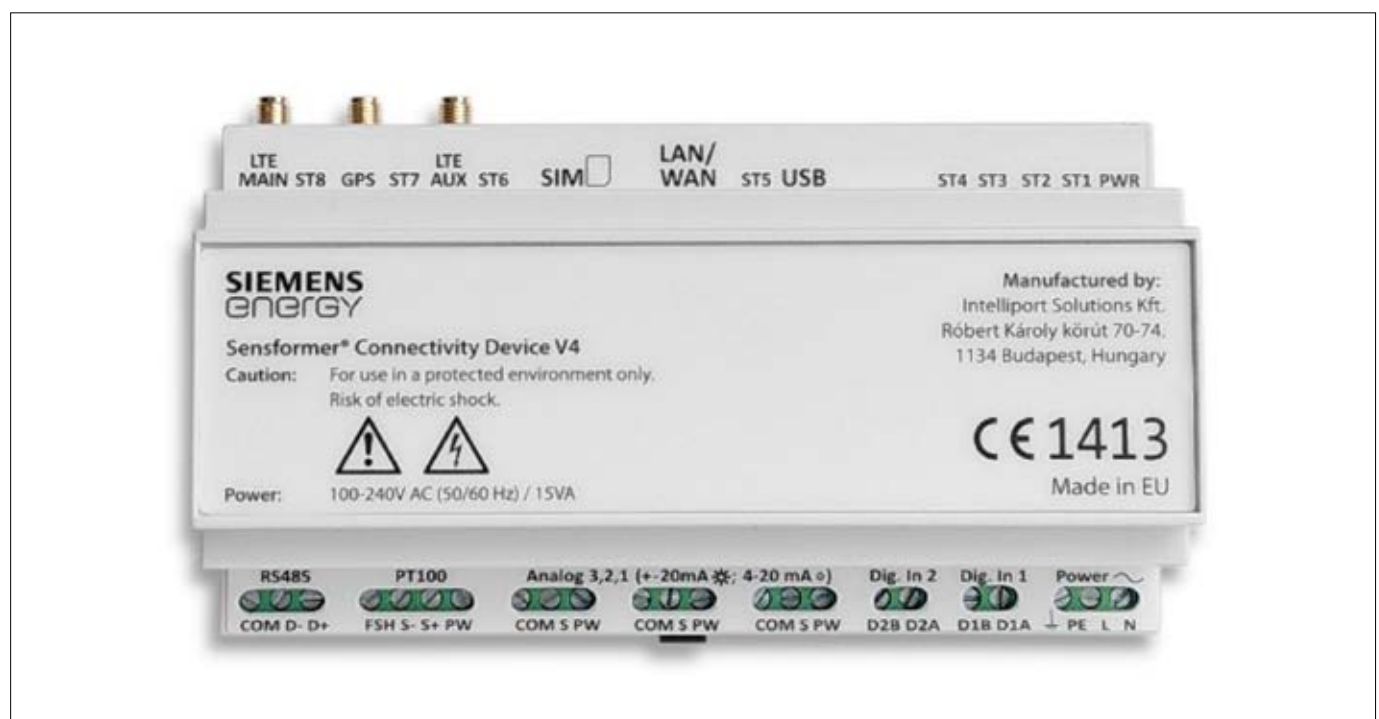 LTE LTE LAN/
MAIN ST8 GPS ST7 AUX ST6 SIM WAN ST5 USB ST4 ST3 ST2 ST1 PWR
SIEMENS
energy
Sensformer® Connectivity Device V4
Caution: For use in a protected environment only.
Risk of electric shock.
Power: 100-240V AC (50/60 Hz) / 15VA
Manufactured by:
Intelliport Solutions Kft.
Róbert Károly körút 70-74.
1134 Budapest, Hungary
CE 1413
Made in EU
RS485 PT100 Analog 3,2,1 (+-20mA ☼; 4-20 mA o) Dig. In 2 Dig. In 1 Power ~
COM D- D+ FSH S- S+ PW COM S PW COM S PW COM S PW D2B D2A D1B D1A PE L N